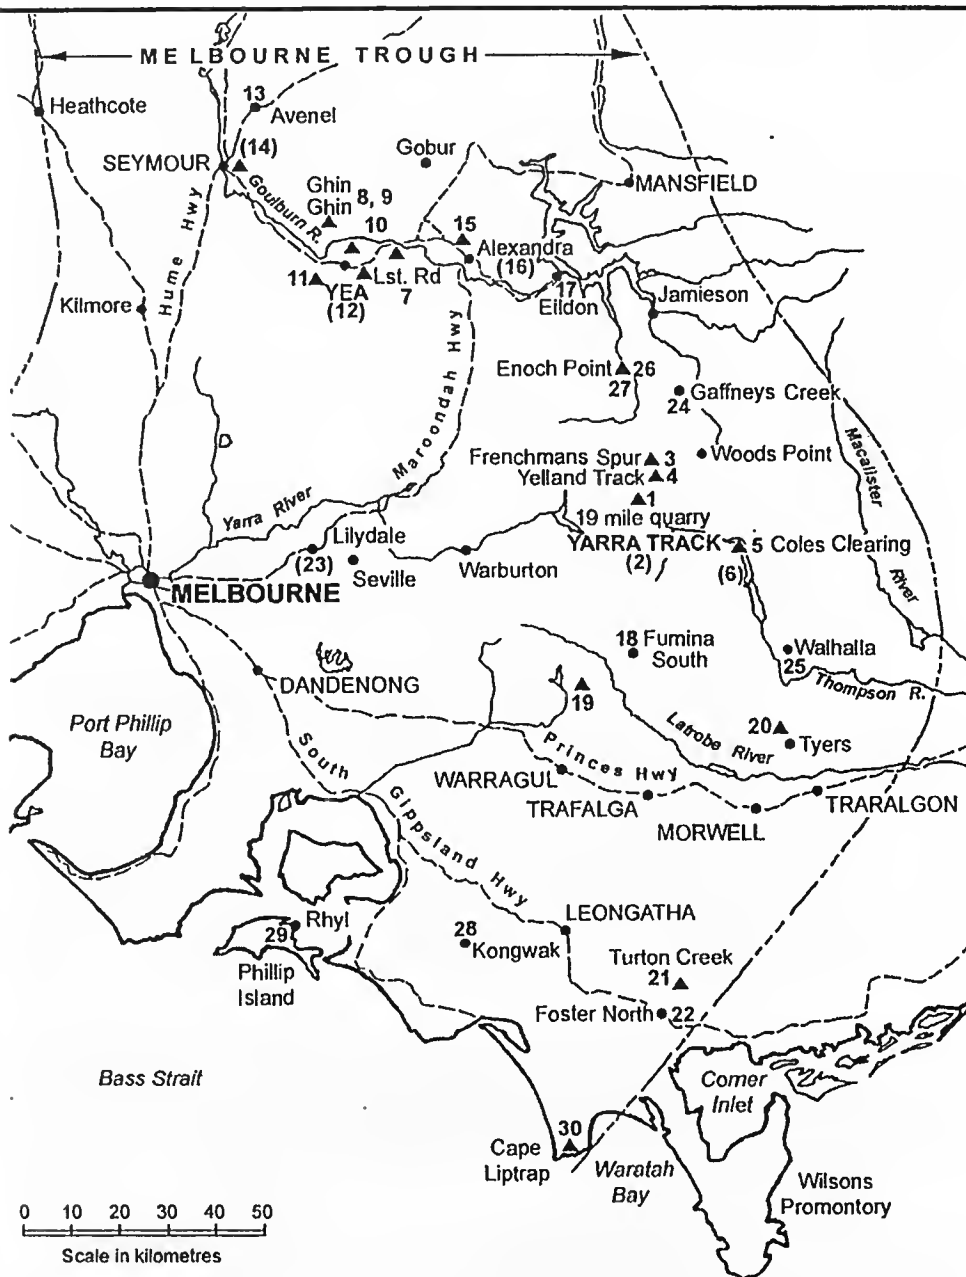 MELBOURNE TROUGH
Heathcote
13
Avenel
(14)
SEYMOUR
Gobur
MANSFIELD
Goulburn R.
Ghin
Ghin
8, 9
10
15
Alexandra
(16)
Hume Hwy
11
YEA
(12)
Lst. Rd
7
17
Eildon
Jamieson
Kilmore
Maroondah Hwy
Enoch Point
26
27
Gaffneys Creek
24
Macalister
River
Frenchmans Spur
3
Woods Point
Yelland Track
4
1
19 mile quarry
Yarra River
Lilydale
(23)
Seville
Warburton
YARRA TRACK
(2)
5 Coles Clearing
(6)
MELBOURNE
18 Fumina
South
Walhalla
25
Thompson R.
DANDENONG
19
Port Phillip
Bay
Latrobe River
20
Tyers
South Gippsland Hwy
Princes Hwy
WARRAGUL
TRAFALGA
MORWELL
TRARALGON
LEONGATHA
Rhyl
29
28
Kongwak
Phillip
Island
Turton Creek
21
Foster North
22
Bass Strait
Corner
Inlet
30
Cape
Liptrap
Waratah
Bay
Wilsons
Promontory
0 10 20 30 40 50
Scale in kilometres